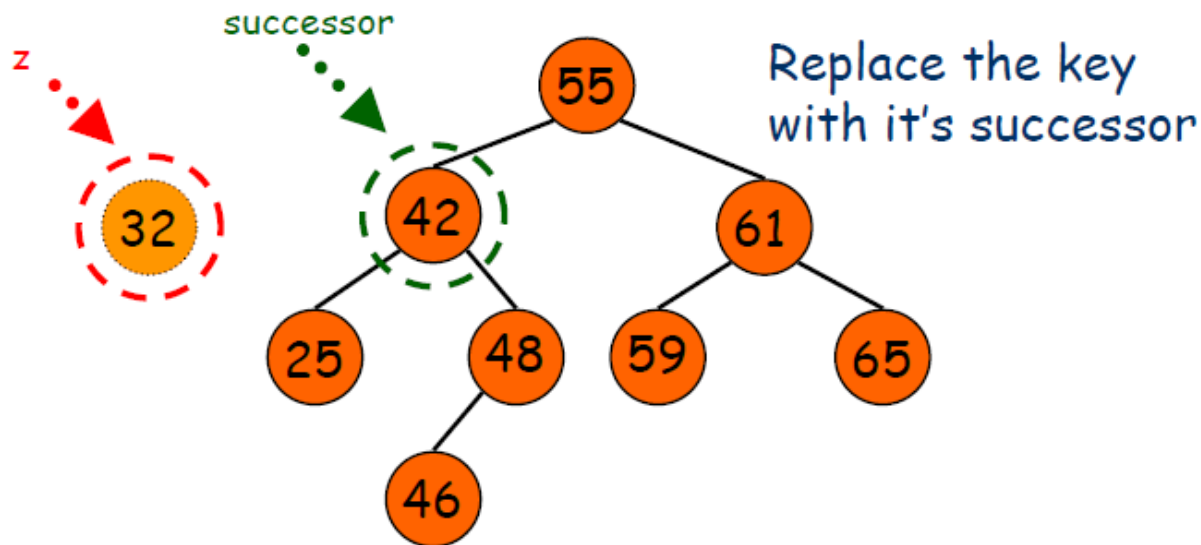 successor
z
Replace the key
with it's successor
55
32
42
61
25
48
59
65
46